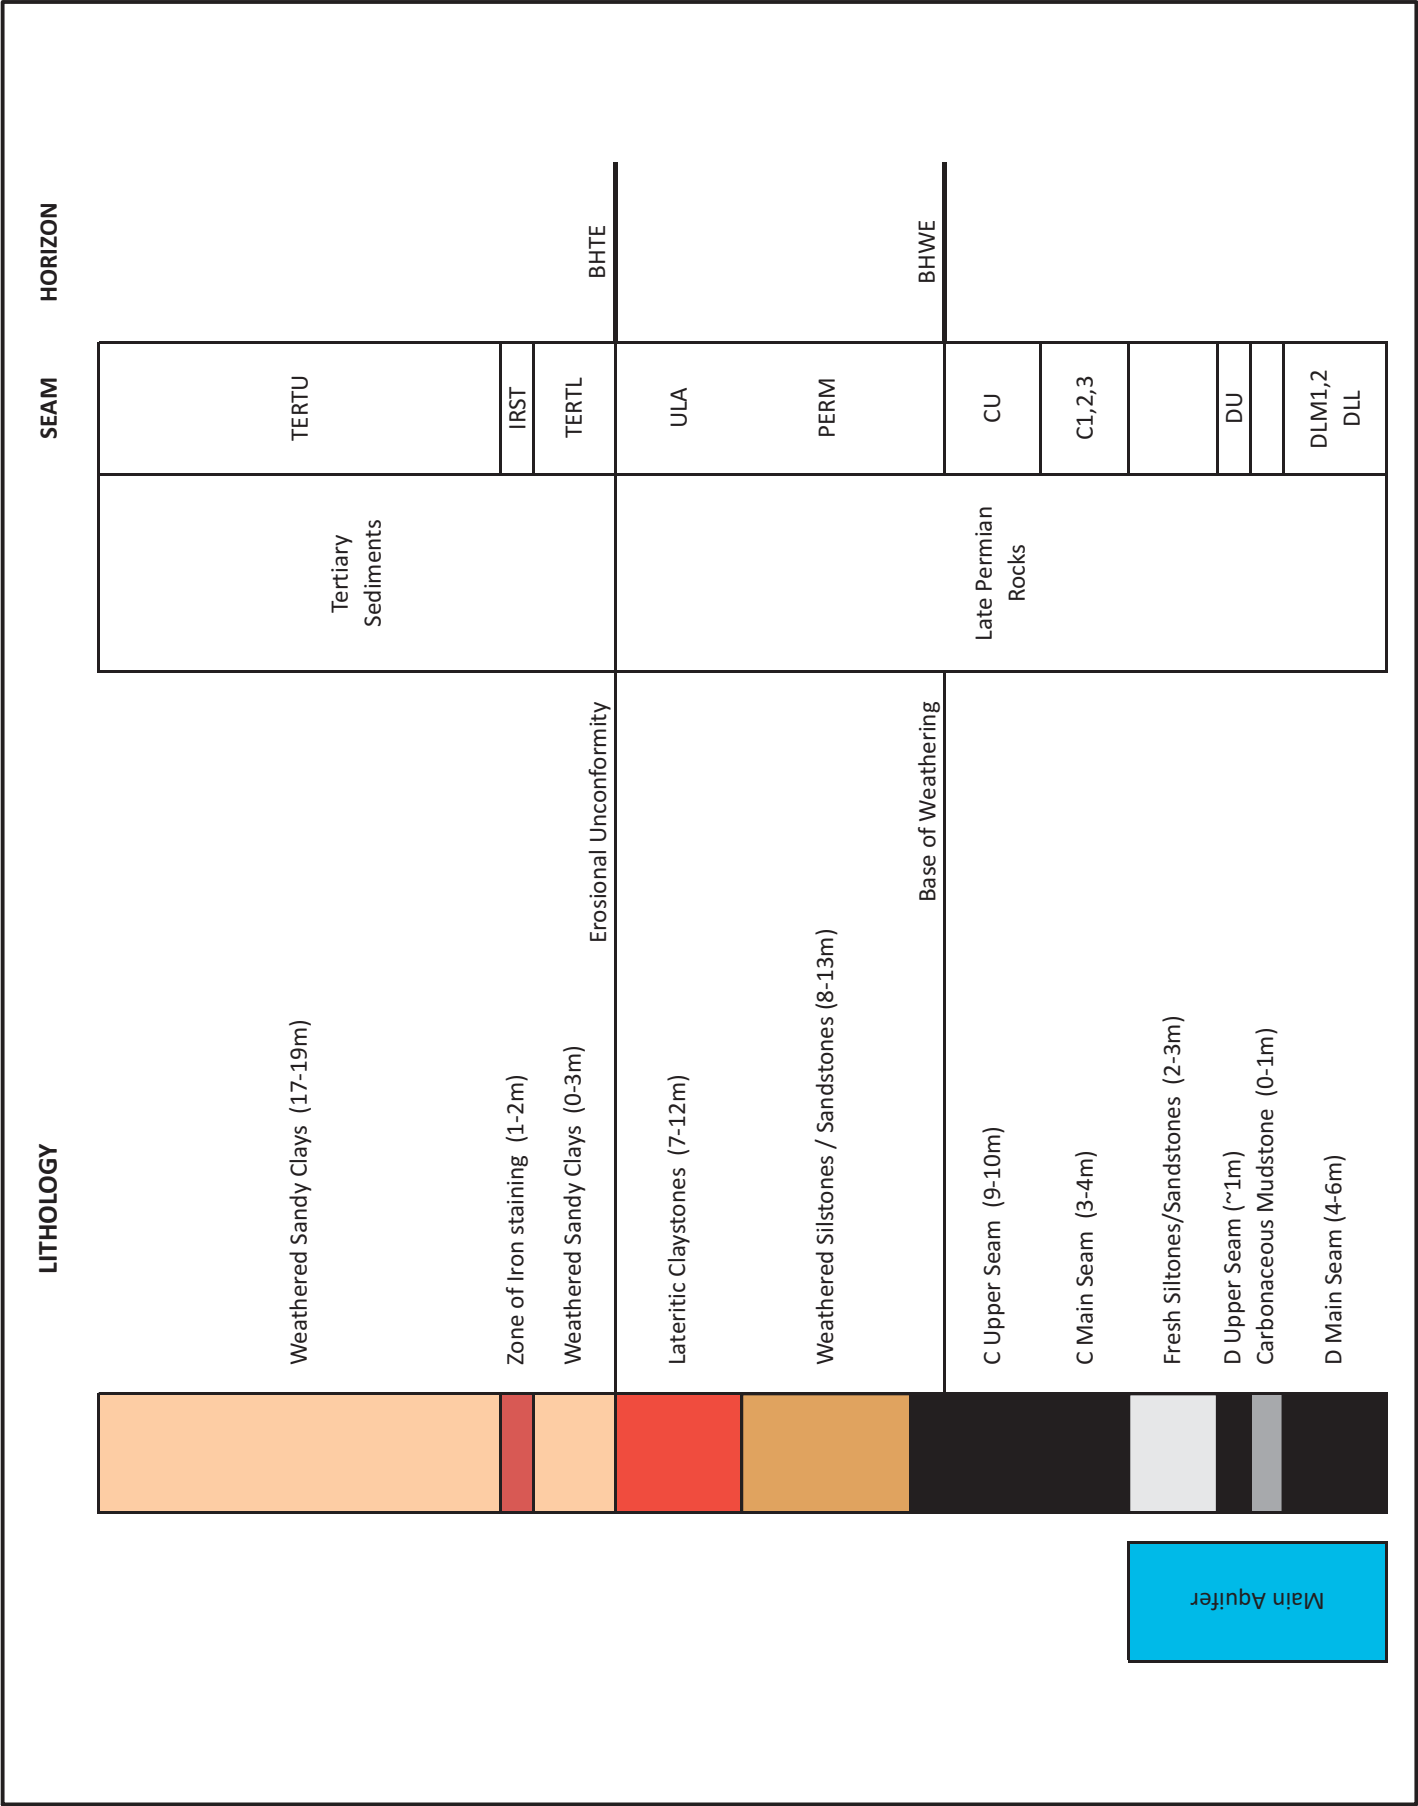 LITHOLOGY
SEAM
HORIZON
Weathered Sandy Clays (17-19m)
Tertiary
Sediments
TERTU
Zone of Iron staining (1-2m)
IRST
Weathered Sandy Clays (0-3m)
TERTL
Erosional Unconformity
BHTE
Lateritic Claystones (7-12m)
ULA
Weathered Silstones / Sandstones (8-13m)
PERM
Base of Weathering
BHWE
C Upper Seam (9-10m)
Late Permian
Rocks
CU
C Main Seam (3-4m)
C1,2,3
Fresh Siltones/Sandstones (2-3m)
D Upper Seam (~1m)
DU
Carbonaceous Mudstone (0-1m)
D Main Seam (4-6m)
DLM1,2
DLL
Main Aquifer